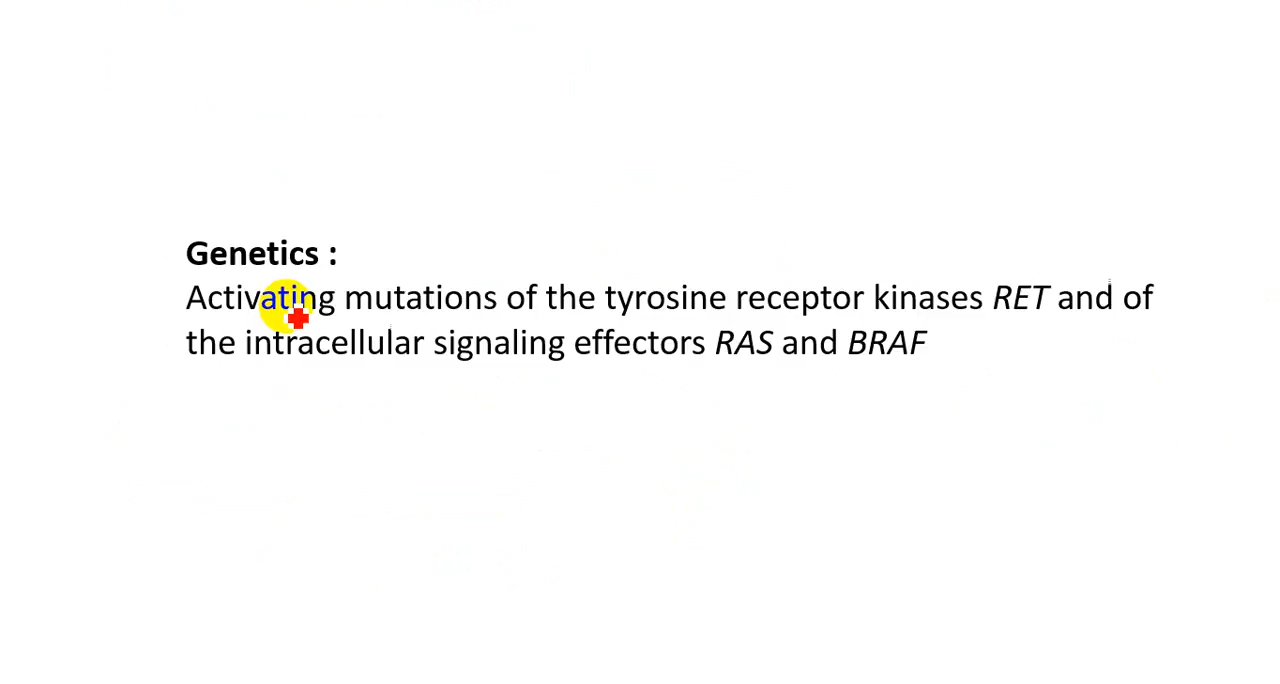 Genetics :
Activating mutations of the tyrosine receptor kinases RET and of
the intracellular signaling effectors RAS and BRAF